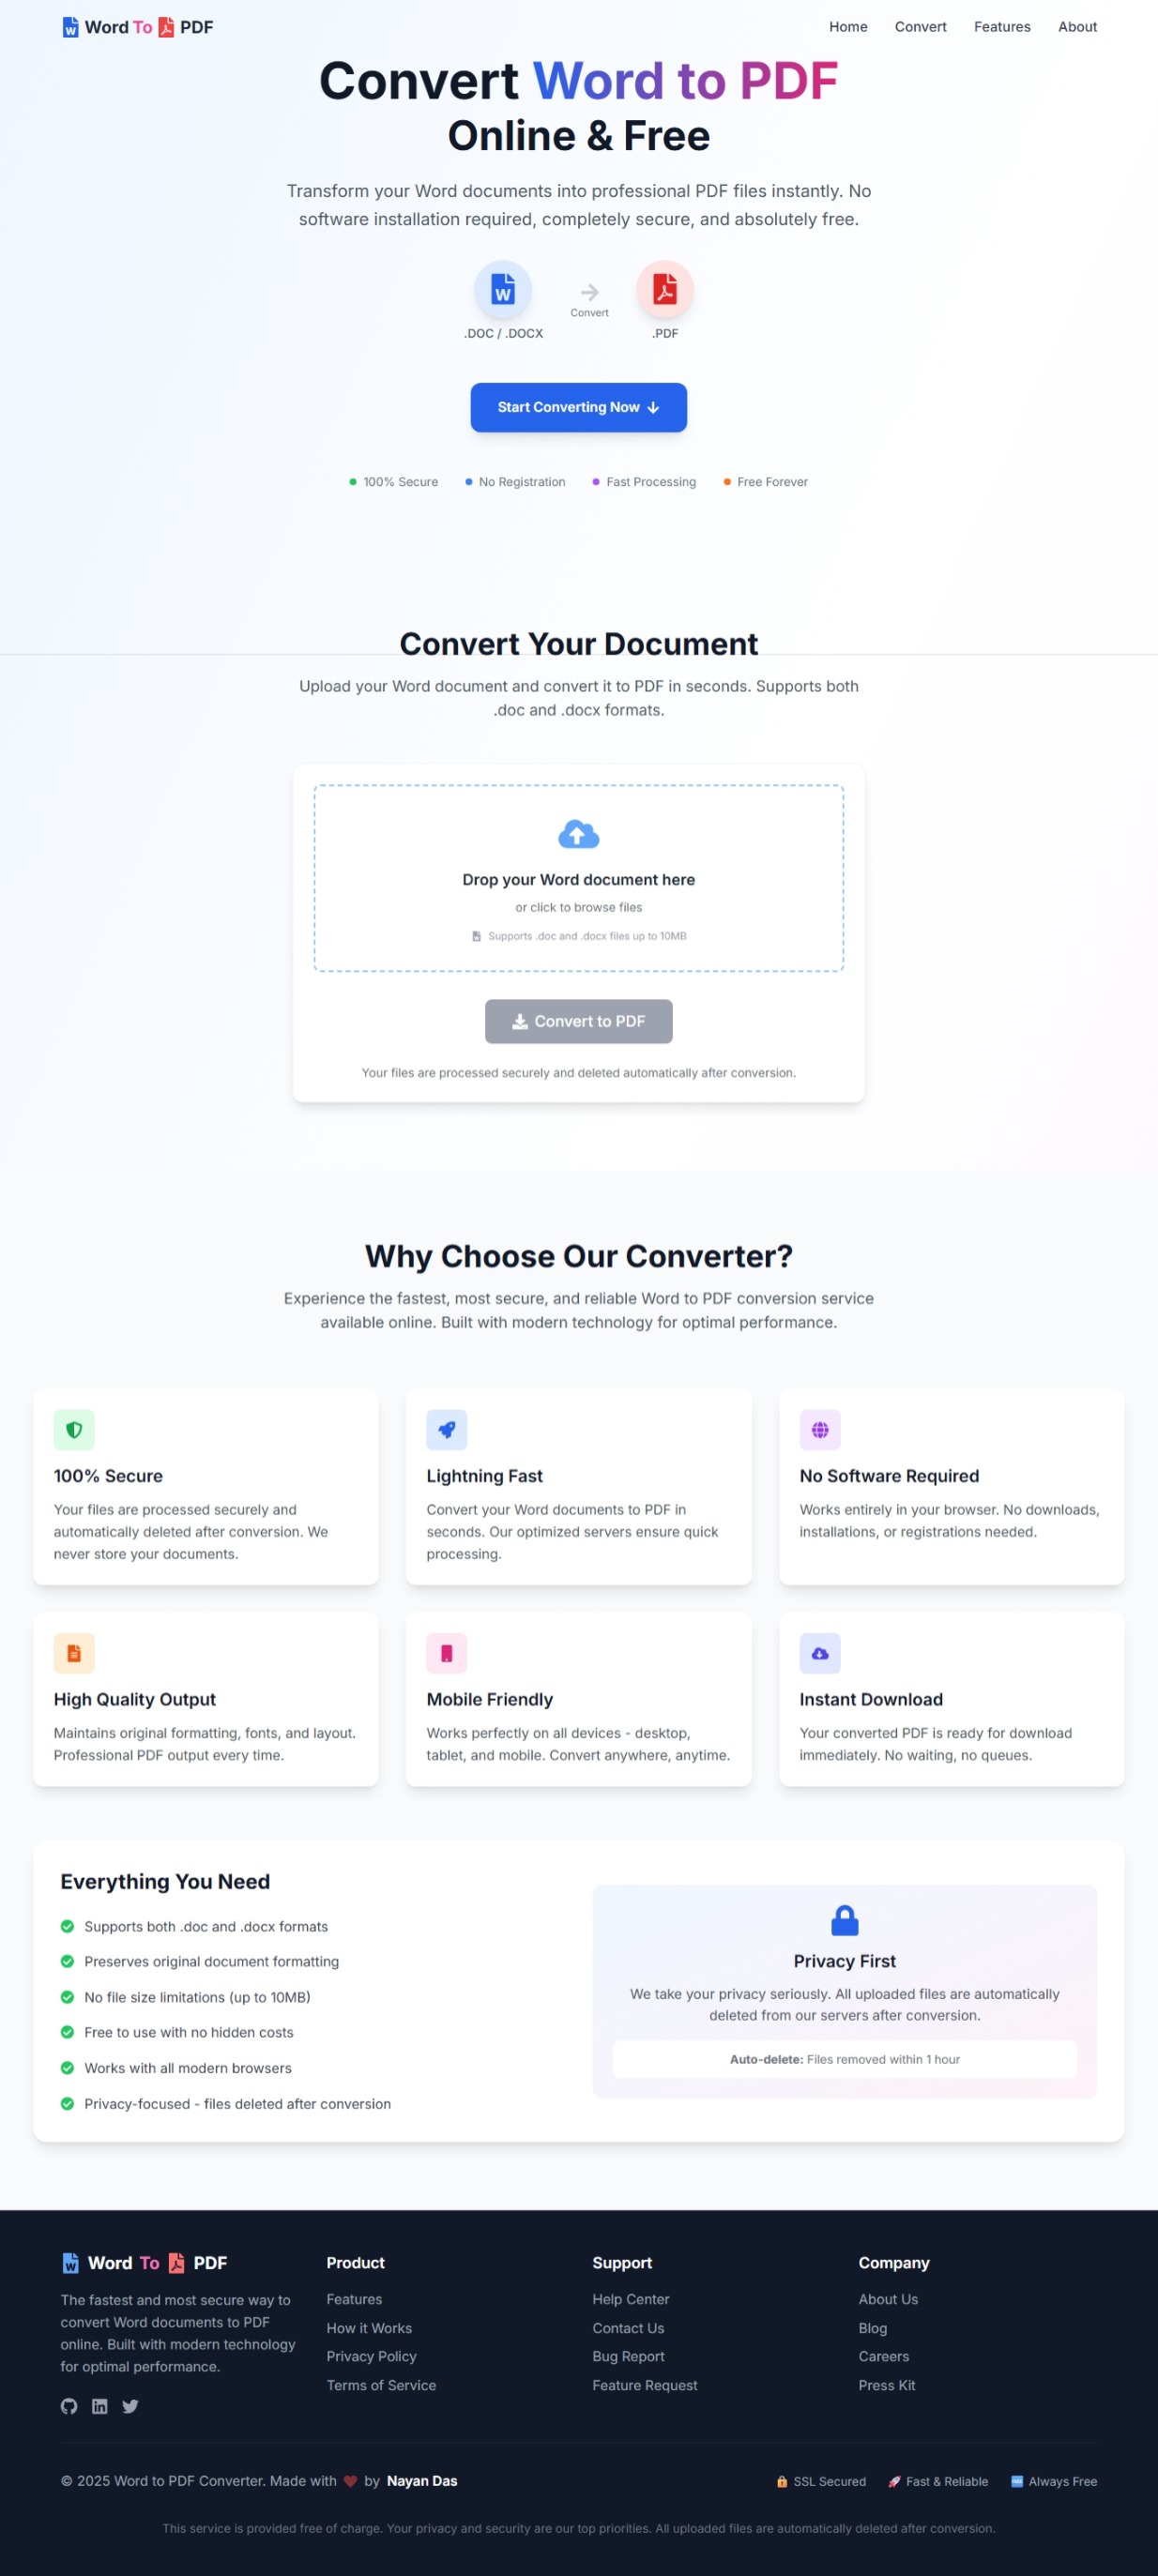 Word To PDF
Home Convert Features About
Convert Word to PDF
Online & Free
Transform your Word documents into professional PDF files instantly. No
software installation required, completely secure, and absolutely free.
W
Convert
.DOC / .DOCX
.PDF
Start Converting Now
100% Secure
No Registration
Fast Processing
Free Forever
Convert Your Document
Upload your Word document and convert it to PDF in seconds. Supports both
.doc and .docx formats.
Drop your Word document here
or click to browse files
Supports .doc and .docx files up to 10MB
Convert to PDF
Your files are processed securely and deleted automatically after conversion.
Why Choose Our Converter?
Experience the fastest, most secure, and reliable Word to PDF conversion service
available online. Built with modern technology for optimal performance.
100% Secure
Your files are processed securely and
automatically deleted after conversion. We
never store your documents.
Lightning Fast
Convert your Word documents to PDF in
seconds. Our optimized servers ensure quick
processing.
No Software Required
Works entirely in your browser. No downloads,
installations, or registrations needed.
High Quality Output
Maintains original formatting, fonts, and layout.
Professional PDF output every time.
Mobile Friendly
Works perfectly on all devices - desktop,
tablet, and mobile. Convert anywhere, anytime.
Instant Download
Your converted PDF is ready for download
immediately. No waiting, no queues.
Everything You Need
Supports both .doc and .docx formats
Preserves original document formatting
No file size limitations (up to 10MB)
Free to use with no hidden costs
Works with all modern browsers
Privacy-focused - files deleted after conversion
Privacy First
We take your privacy seriously. All uploaded files are automatically
deleted from our servers after conversion.
Auto-delete: Files removed within 1 hour
Word To PDF
The fastest and most secure way to
convert Word documents to PDF
online. Built with modern technology
for optimal performance.
Product
Features
How it Works
Privacy Policy
Terms of Service
Support
Help Center
Contact Us
Bug Report
Feature Request
Company
About Us
Blog
Careers
Press Kit
© 2025 Word to PDF Converter. Made with ❤ by Nayan Das
🔒 SSL Secured
🚀 Fast & Reliable
🆓 Always Free
This service is provided free of charge. Your privacy and security are our top priorities. All uploaded files are automatically deleted after conversion.